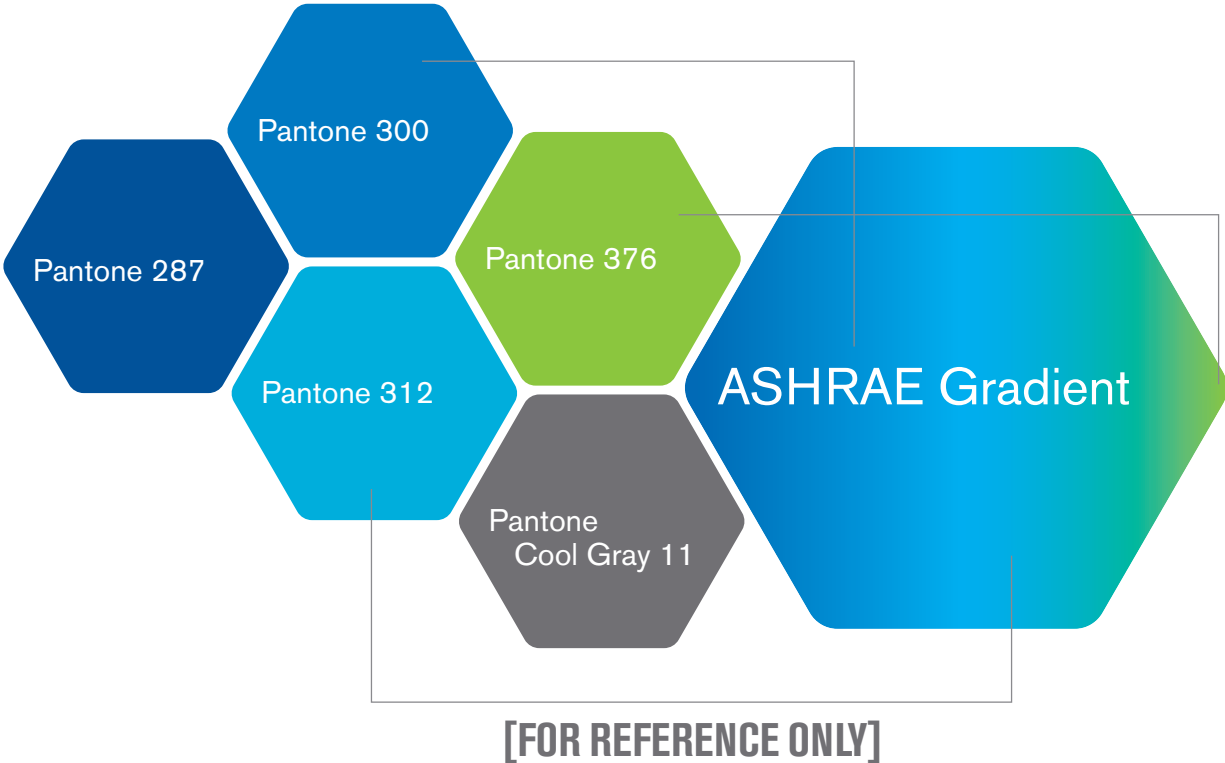 Pantone 300
Pantone 287
Pantone 376
Pantone 312
ASHRAE Gradient
Pantone
Cool Gray 11
[FOR REFERENCE ONLY]